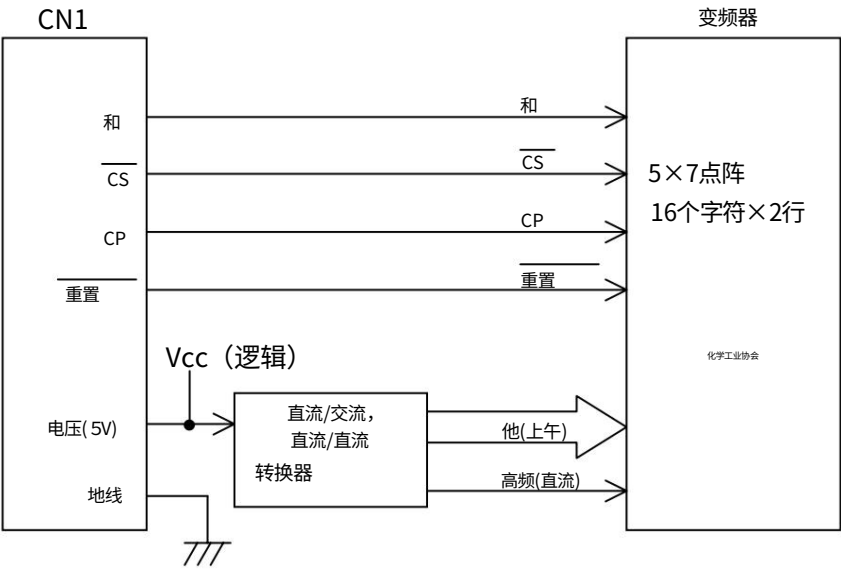 CN1
变频器
和
和
CS
CS
5×7点阵
16个字符×2行
CP
CP
重置
重置
Vcc（逻辑）
化学工业协会
电压( 5V)
直流/交流，
直流/直流
转换器
他(上午)
高频(直流)
地线